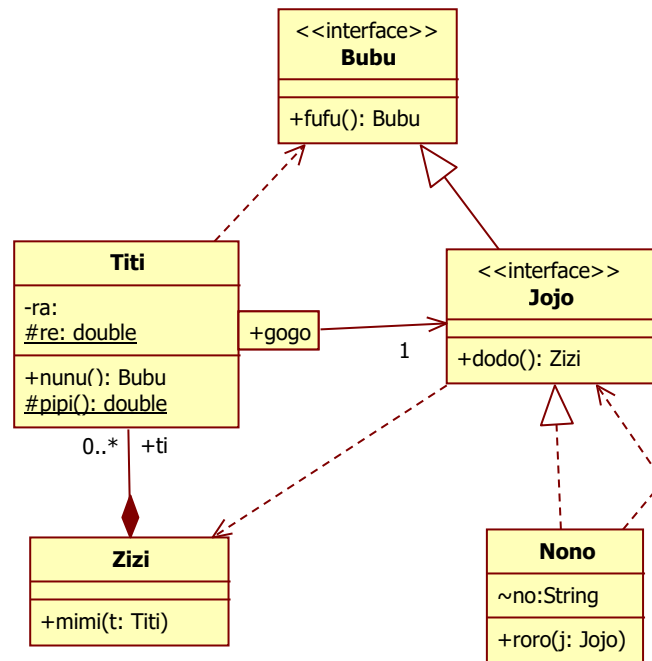 <<interface>>
Bubu
+fufu(): Bubu
Titi
-ra:
#re: double
+nunu(): Bubu
#pipi(): double
+gogo
1
<<interface>>
Jojo
+dodo(): Zizi
0..* +ti
Zizi
+mimi(t: Titi)
Nono
~no:String
+roro(j: Jojo)